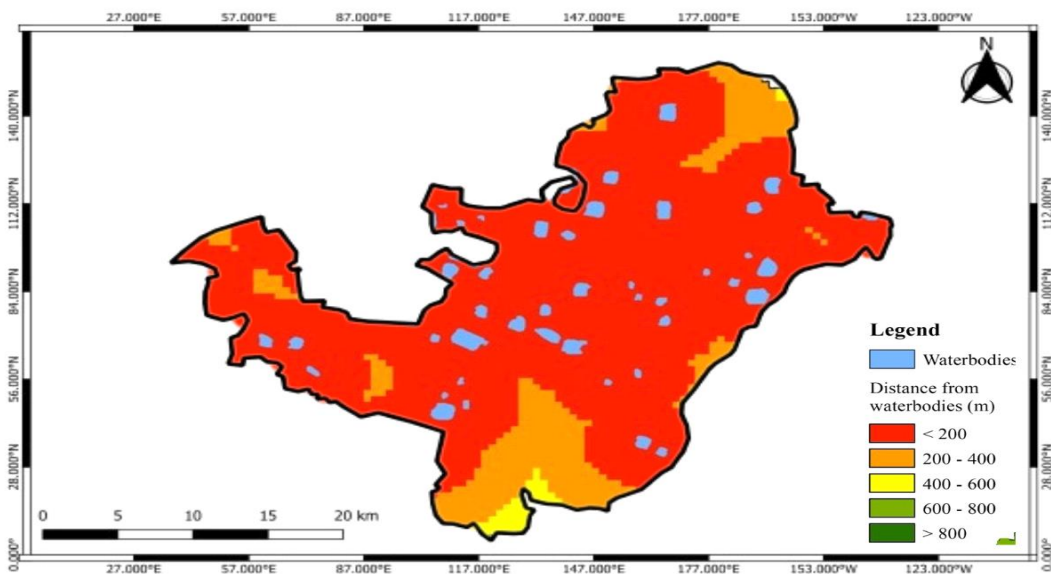 27.000°N 57.000°N 87.000°N 117.000°N 147.000°N 177.000°N 153.000°W 123.000°W
N
140.000°N 140.000°N
112.000°N 112.000°N
84.000°N 84.000°N
56.000°N 56.000°N
28.000°N 28.000°N
0.000° 0.000°
Legend
Waterbodies
Distance from
waterbodies (m)
< 200
200 - 400
400 - 600
600 - 800
> 800
0 5 10 15 20 km
27.000°N 57.000°N 87.000°N 117.000°N 147.000°N 177.000°N 153.000°W 123.000°W